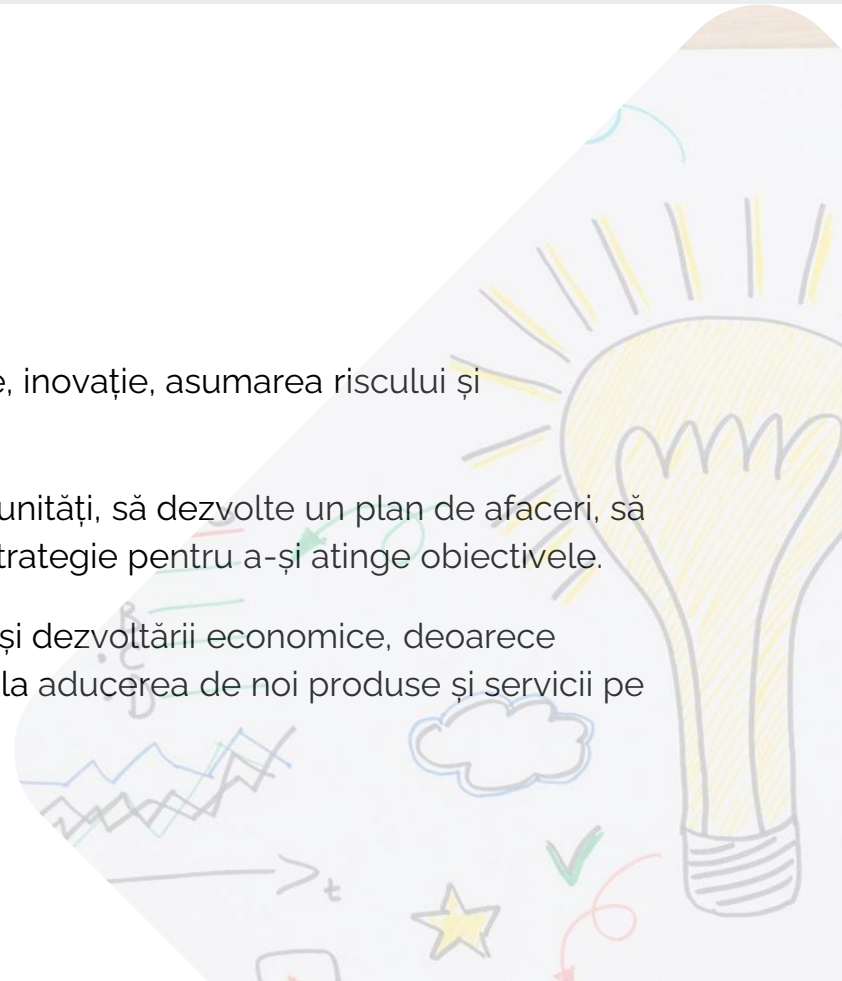 e, inovație, asumarea riscului și
unități, să dezvolte un plan de afaceri, să
trategie pentru a-și atinge obiectivele.
și dezvoltării economice, deoarece
la aducerea de noi produse și servicii pe
B
C
D
t